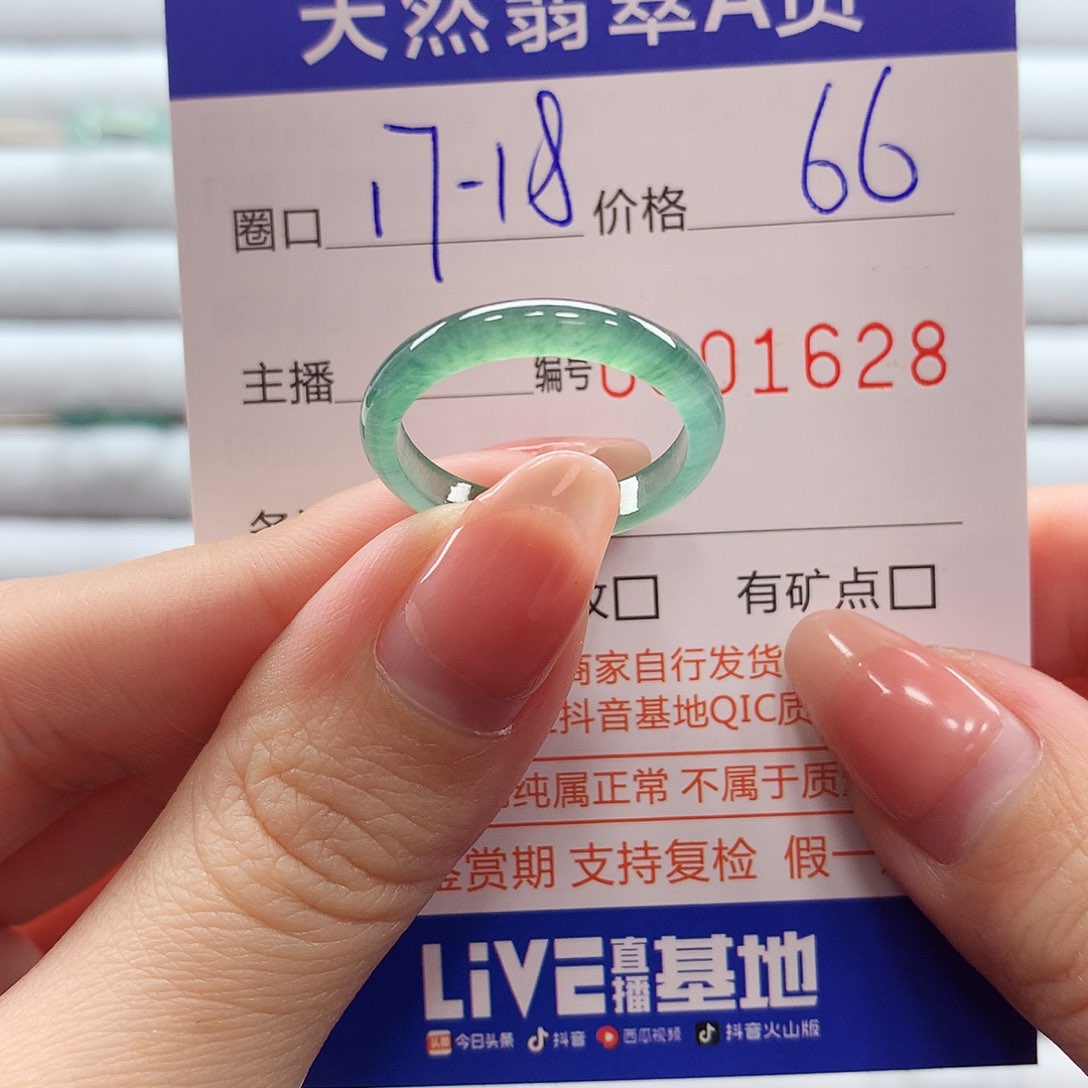 天然翡翠A货
圈口 17-18 价格 66
主播 编号 01628
有矿点
商家自行发货
抖音基地QIC质
纯属正常 不属于质
鉴赏期 支持复检 假一
LiVE直播基地
头条 今日头条 抖音 西瓜视频 抖音火山版